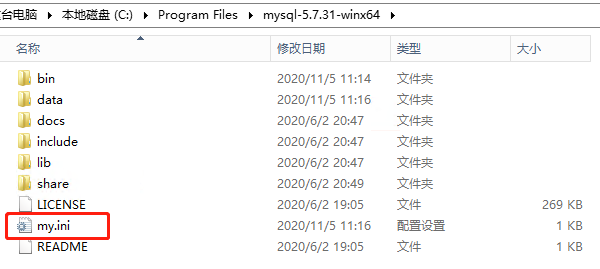 台电脑 ▸ 本地磁盘 (C:) ▸ Program Files ▸ mysql-5.7.31-winx64 ▸
名称 修改日期 类型 大小
bin 2020/11/5 11:14 文件夹
data 2020/11/5 11:16 文件夹
docs 2020/6/2 20:47 文件夹
include 2020/6/2 20:47 文件夹
lib 2020/6/2 20:47 文件夹
share 2020/6/2 20:49 文件夹
LICENSE 2020/6/2 19:05 文件 269 KB
my.ini 2020/11/5 11:16 配置设置 1 KB
README 2020/6/2 19:05 文件 1 KB